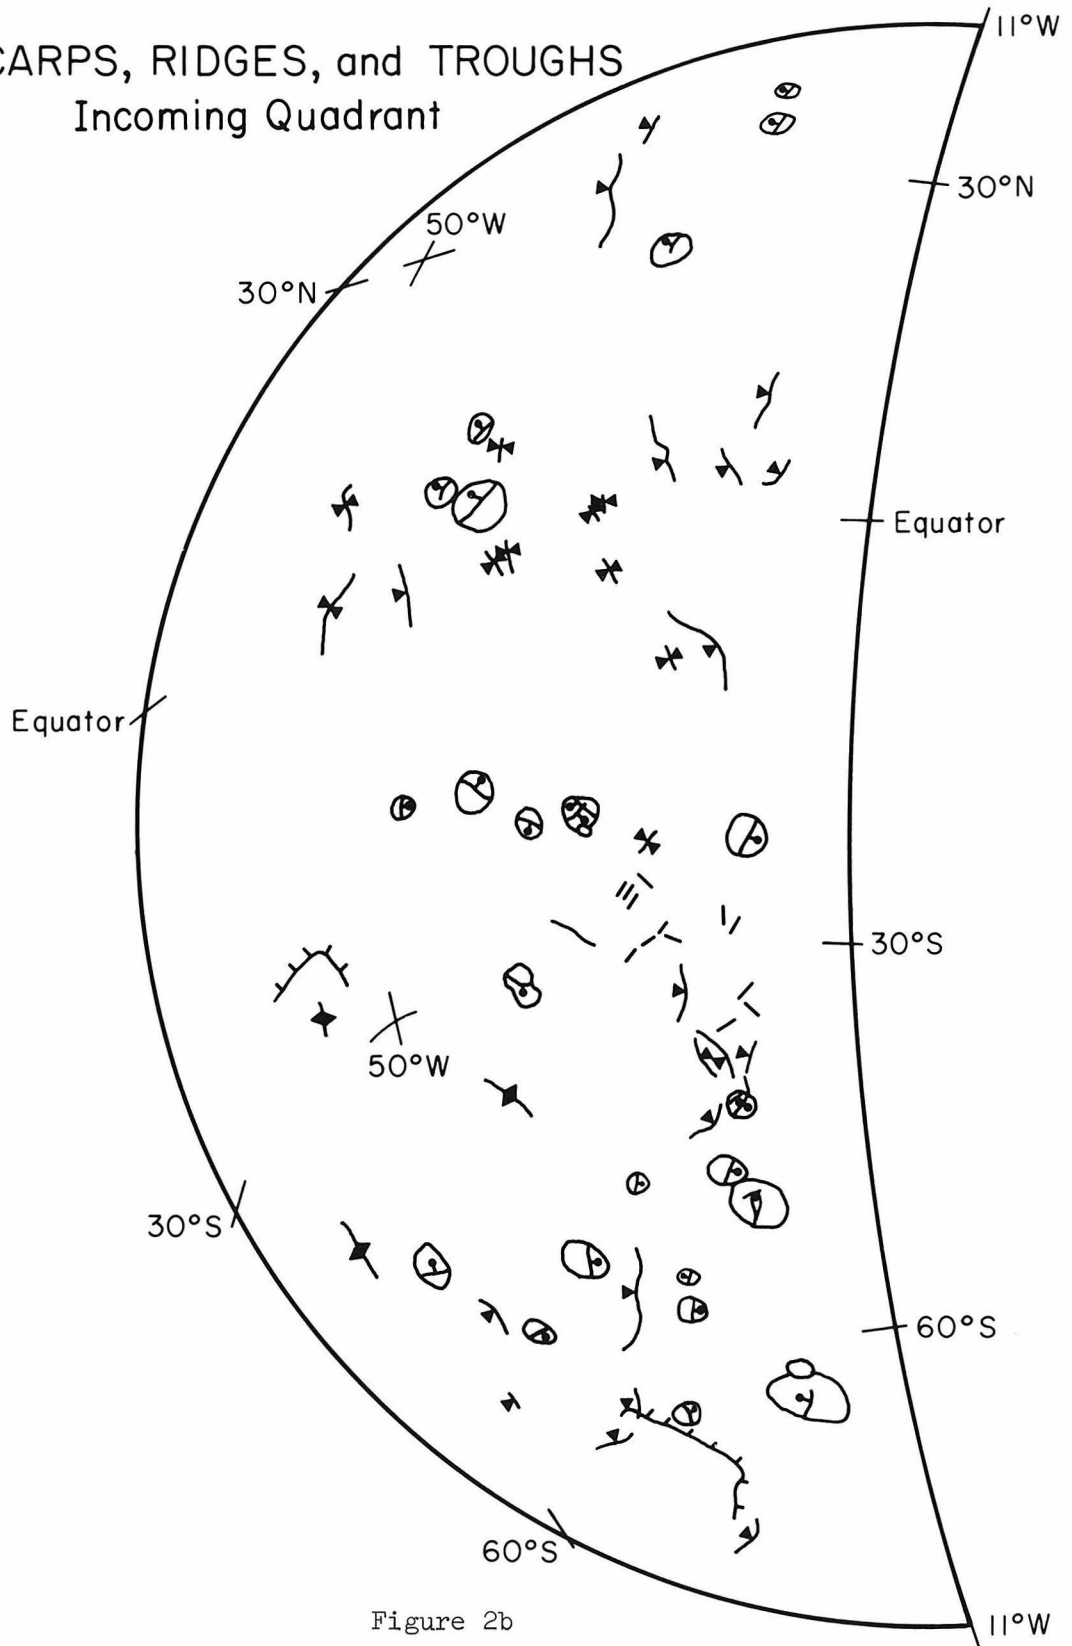 CARPS, RIDGES, and TROUGHS
Incoming Quadrant
11°W
30°N
50°W
30°N
Equator
Equator
30°S
50°W
30°S
60°S
60°S
Figure 2b
11°W